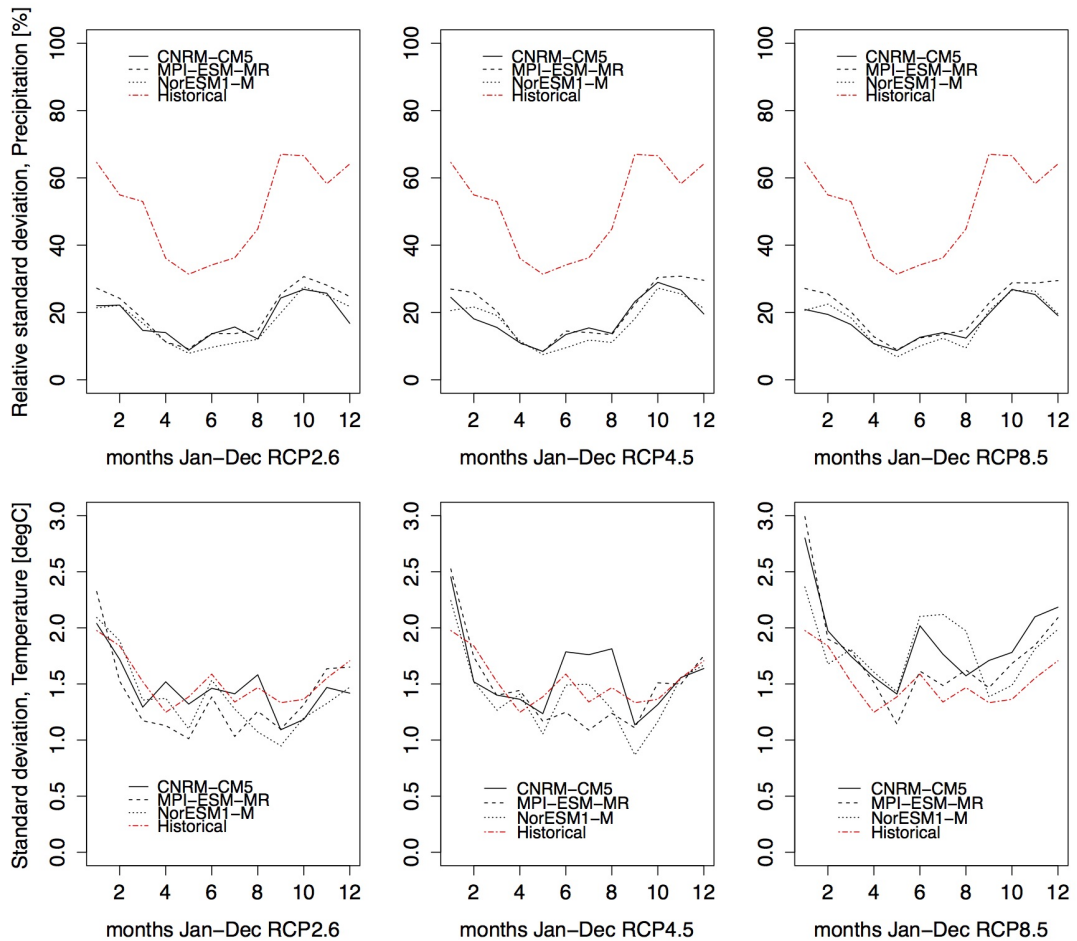 Relative standard deviation, Precipitation [%]
100
80
60
40
20
0
CNRM−CM5
MPI−ESM−MR
NorESM1−M
Historical
2 4 6 8 10 12
months Jan−Dec RCP2.6
100
80
60
40
20
0
CNRM−CM5
MPI−ESM−MR
NorESM1−M
Historical
2 4 6 8 10 12
months Jan−Dec RCP4.5
100
80
60
40
20
0
CNRM−CM5
MPI−ESM−MR
NorESM1−M
Historical
2 4 6 8 10 12
months Jan−Dec RCP8.5
Standard deviation, Temperature [degC]
3.0
2.5
2.0
1.5
1.0
0.5
0.0
CNRM−CM5
MPI−ESM−MR
NorESM1−M
Historical
2 4 6 8 10 12
months Jan−Dec RCP2.6
3.0
2.5
2.0
1.5
1.0
0.5
0.0
CNRM−CM5
MPI−ESM−MR
NorESM1−M
Historical
2 4 6 8 10 12
months Jan−Dec RCP4.5
3.0
2.5
2.0
1.5
1.0
0.5
0.0
CNRM−CM5
MPI−ESM−MR
NorESM1−M
Historical
2 4 6 8 10 12
months Jan−Dec RCP8.5